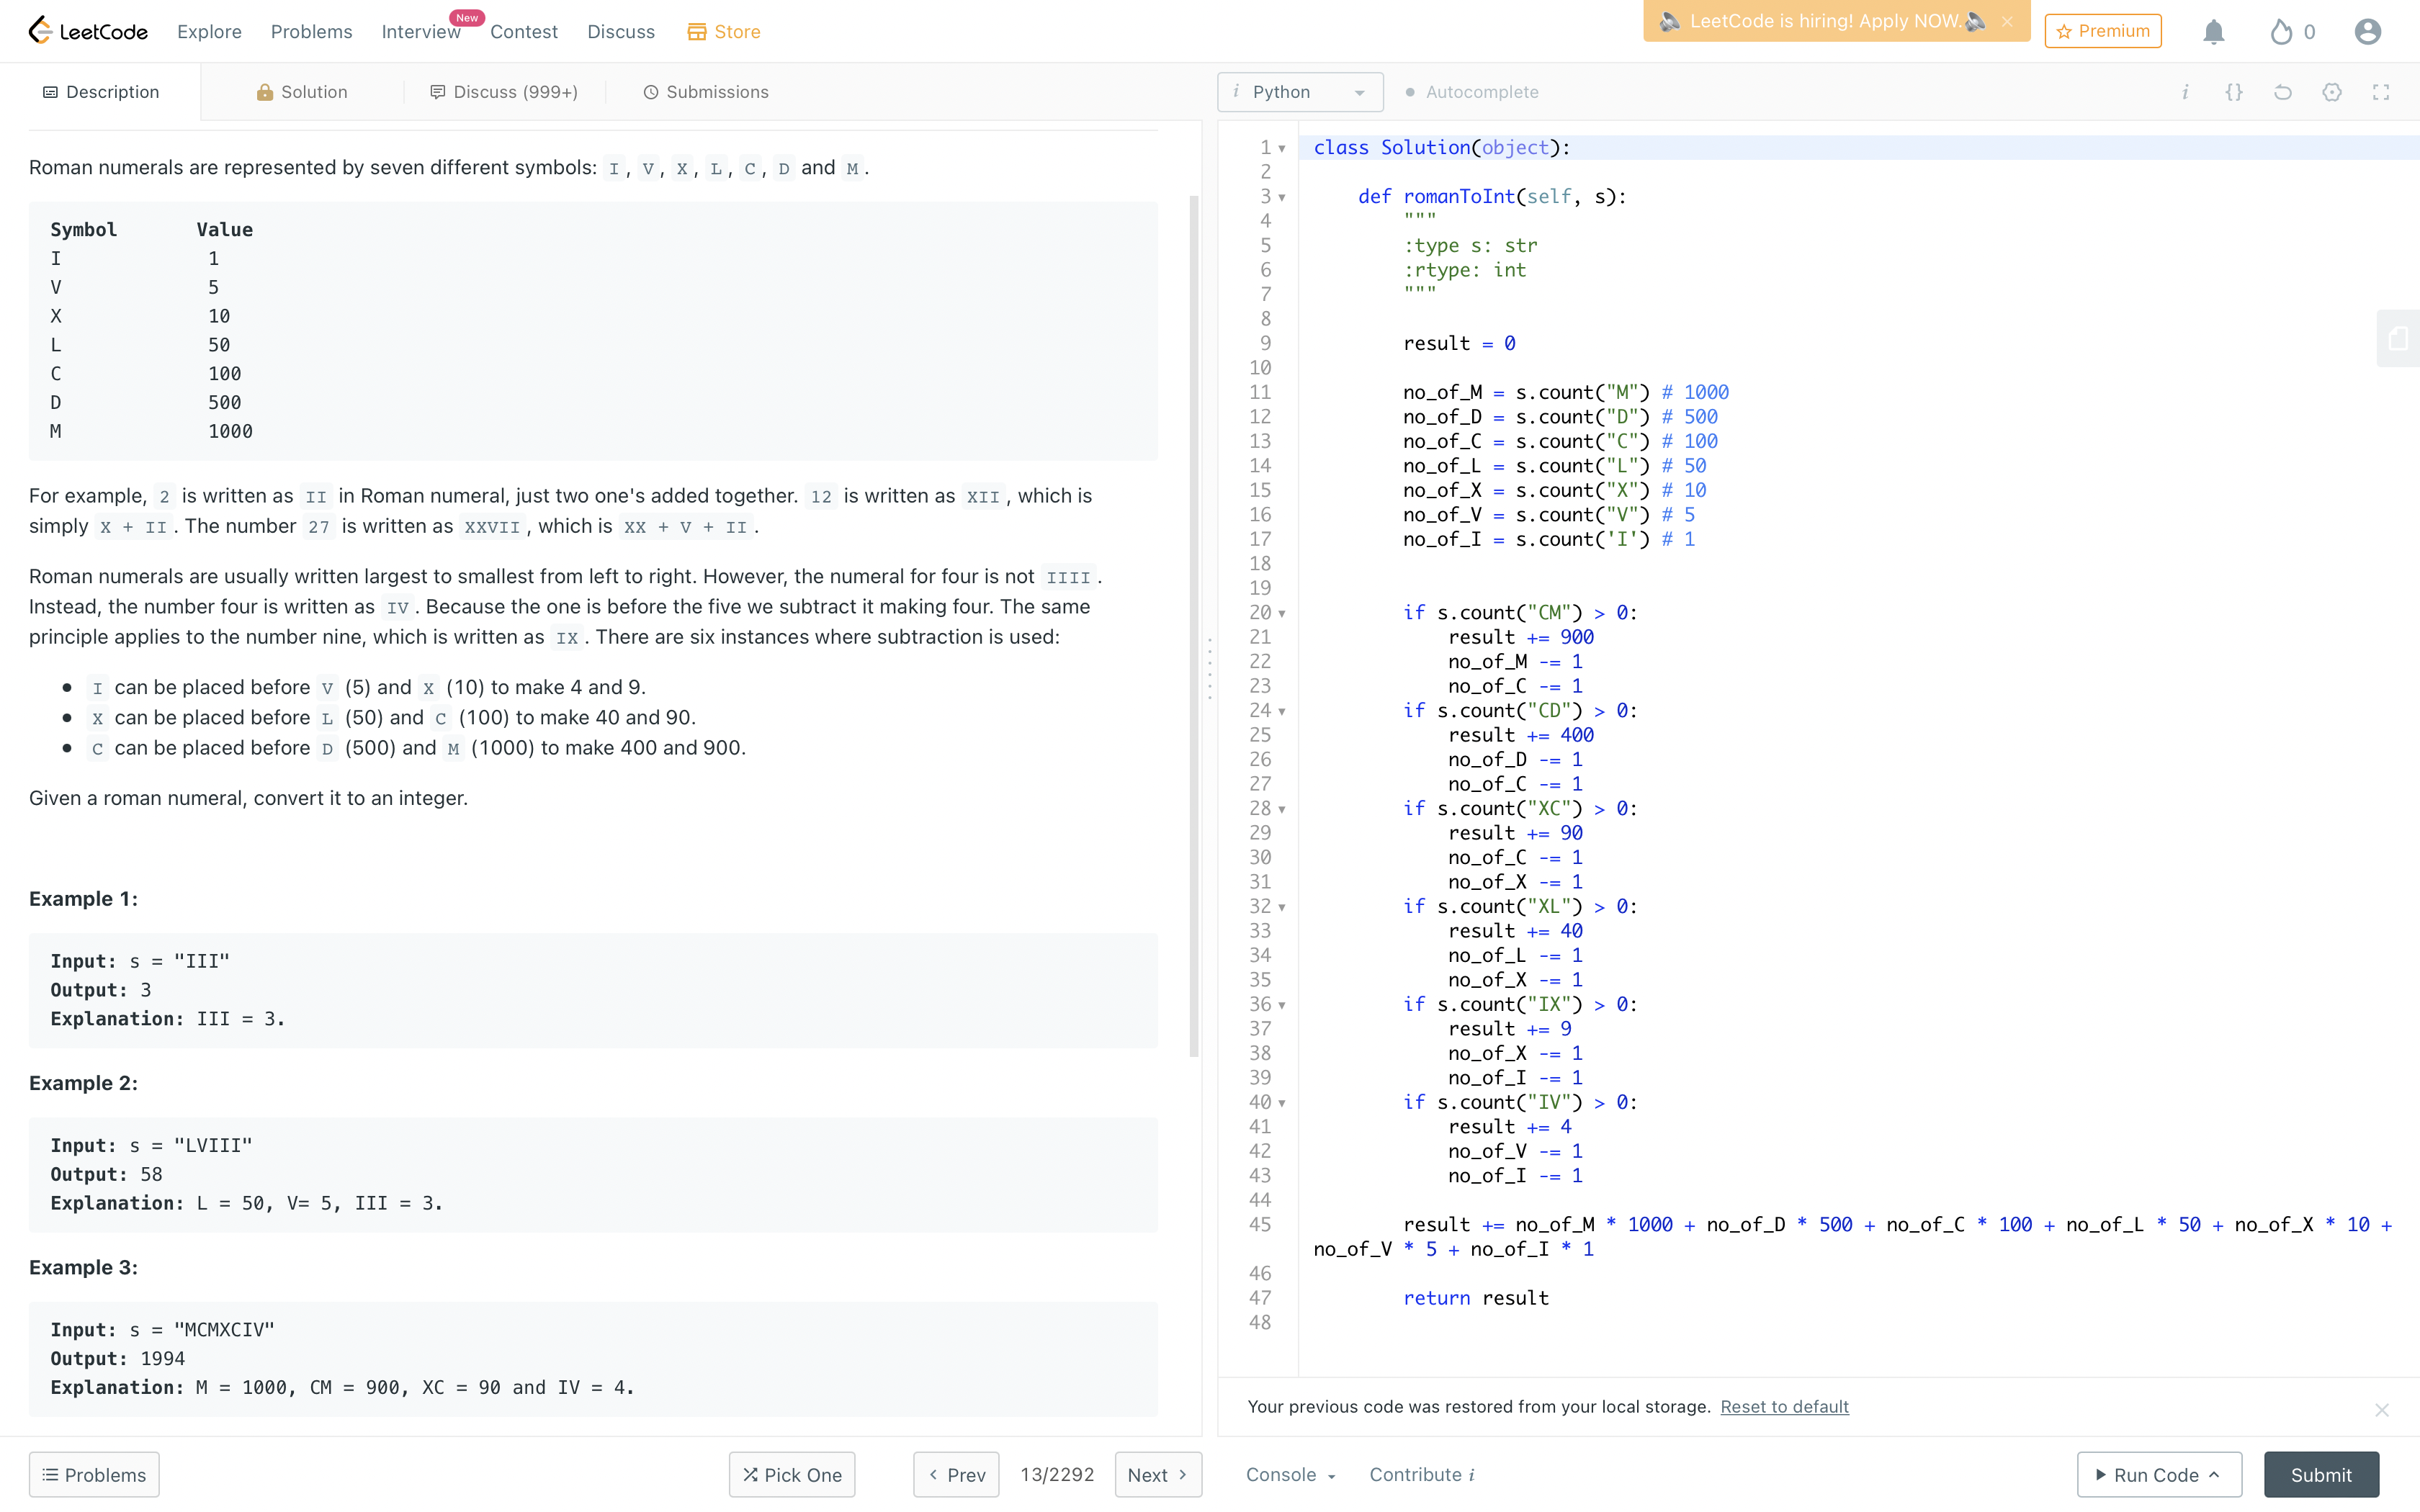 LeetCode Explore Problems Interview New Contest Discuss Store LeetCode is hiring! Apply NOW. Premium 0
Description Solution Discuss (999+) Submissions
Roman numerals are represented by seven different symbols: I, V, X, L, C, D and M.
Symbol Value
I 1
V 5
X 10
L 50
C 100
D 500
M 1000
For example, 2 is written as II in Roman numeral, just two one's added together. 12 is written as XII, which is
simply X + II. The number 27 is written as XXVII, which is XX + V + II.
Roman numerals are usually written largest to smallest from left to right. However, the numeral for four is not IIII.
Instead, the number four is written as IV. Because the one is before the five we subtract it making four. The same
principle applies to the number nine, which is written as IX. There are six instances where subtraction is used:
• I can be placed before V (5) and X (10) to make 4 and 9.
• X can be placed before L (50) and C (100) to make 40 and 90.
• C can be placed before D (500) and M (1000) to make 400 and 900.
Given a roman numeral, convert it to an integer.
Example 1:
Input: s = "III"
Output: 3
Explanation: III = 3.
Example 2:
Input: s = "LVIII"
Output: 58
Explanation: L = 50, V= 5, III = 3.
Example 3:
Input: s = "MCMXCIV"
Output: 1994
Explanation: M = 1000, CM = 900, XC = 90 and IV = 4.
Problems Pick One Prev 13/2292 Next
i Python Autocomplete i {}
1 class Solution(object):
2
3 def romanToInt(self, s):
4 """
5 :type s: str
6 :rtype: int
7 """
8
9 result = 0
10
11 no_of_M = s.count("M") # 1000
12 no_of_D = s.count("D") # 500
13 no_of_C = s.count("C") # 100
14 no_of_L = s.count("L") # 50
15 no_of_X = s.count("X") # 10
16 no_of_V = s.count("V") # 5
17 no_of_I = s.count('I') # 1
18
19
20 if s.count("CM") > 0:
21 result += 900
22 no_of_M -= 1
23 no_of_C -= 1
24 if s.count("CD") > 0:
25 result += 400
26 no_of_D -= 1
27 no_of_C -= 1
28 if s.count("XC") > 0:
29 result += 90
30 no_of_C -= 1
31 no_of_X -= 1
32 if s.count("XL") > 0:
33 result += 40
34 no_of_L -= 1
35 no_of_X -= 1
36 if s.count("IX") > 0:
37 result += 9
38 no_of_X -= 1
39 no_of_I -= 1
40 if s.count("IV") > 0:
41 result += 4
42 no_of_V -= 1
43 no_of_I -= 1
44
45 result += no_of_M * 1000 + no_of_D * 500 + no_of_C * 100 + no_of_L * 50 + no_of_X * 10 +
no_of_V * 5 + no_of_I * 1
46
47 return result
48
Your previous code was restored from your local storage. Reset to default
Console Contribute i Run Code Submit